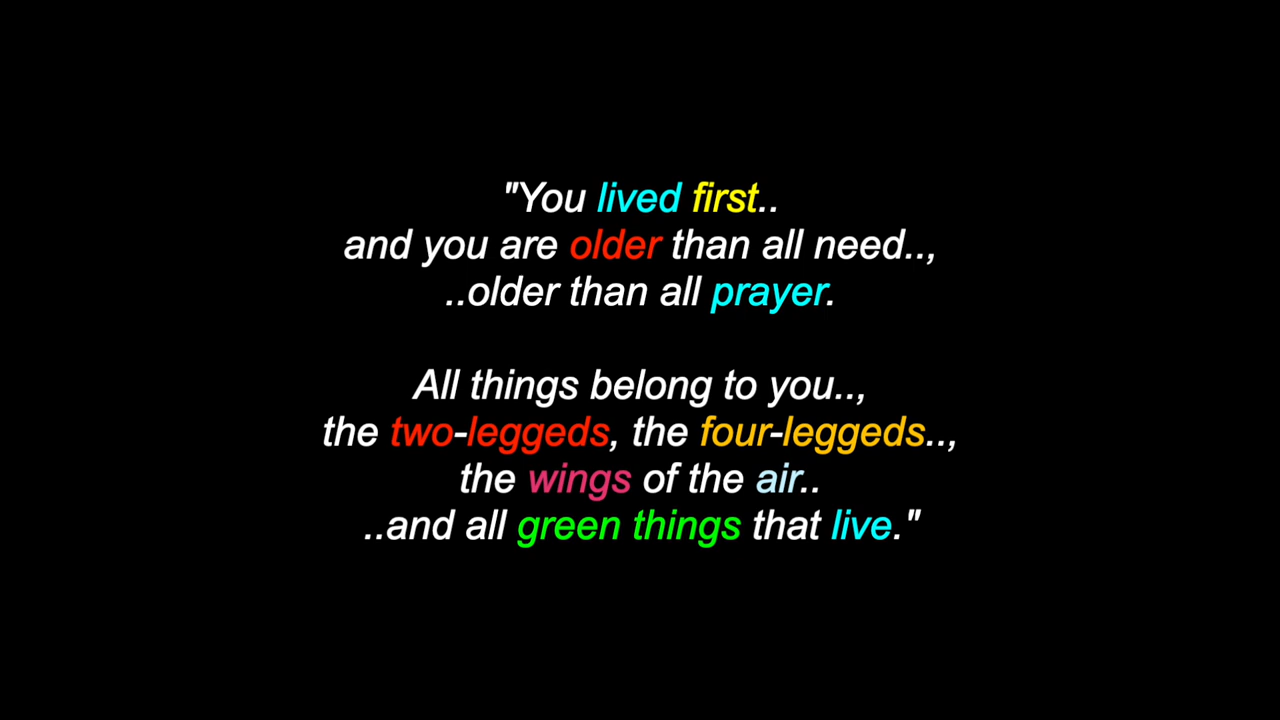 "You lived first..
and you are older than all need..,
..older than all prayer.
All things belong to you..,
the two-leggeds, the four-leggeds..,
the wings of the air..
..and all green things that live."